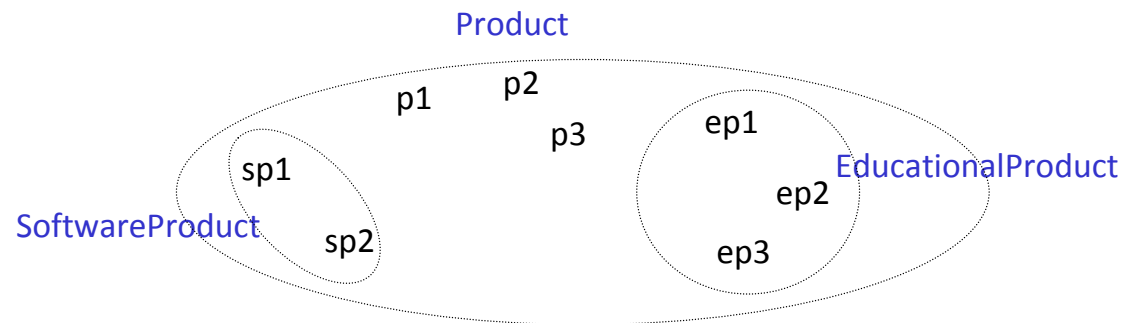 Product
p1
p2
p3
ep1
sp1
EducationalProduct
ep2
SoftwareProduct
sp2
ep3